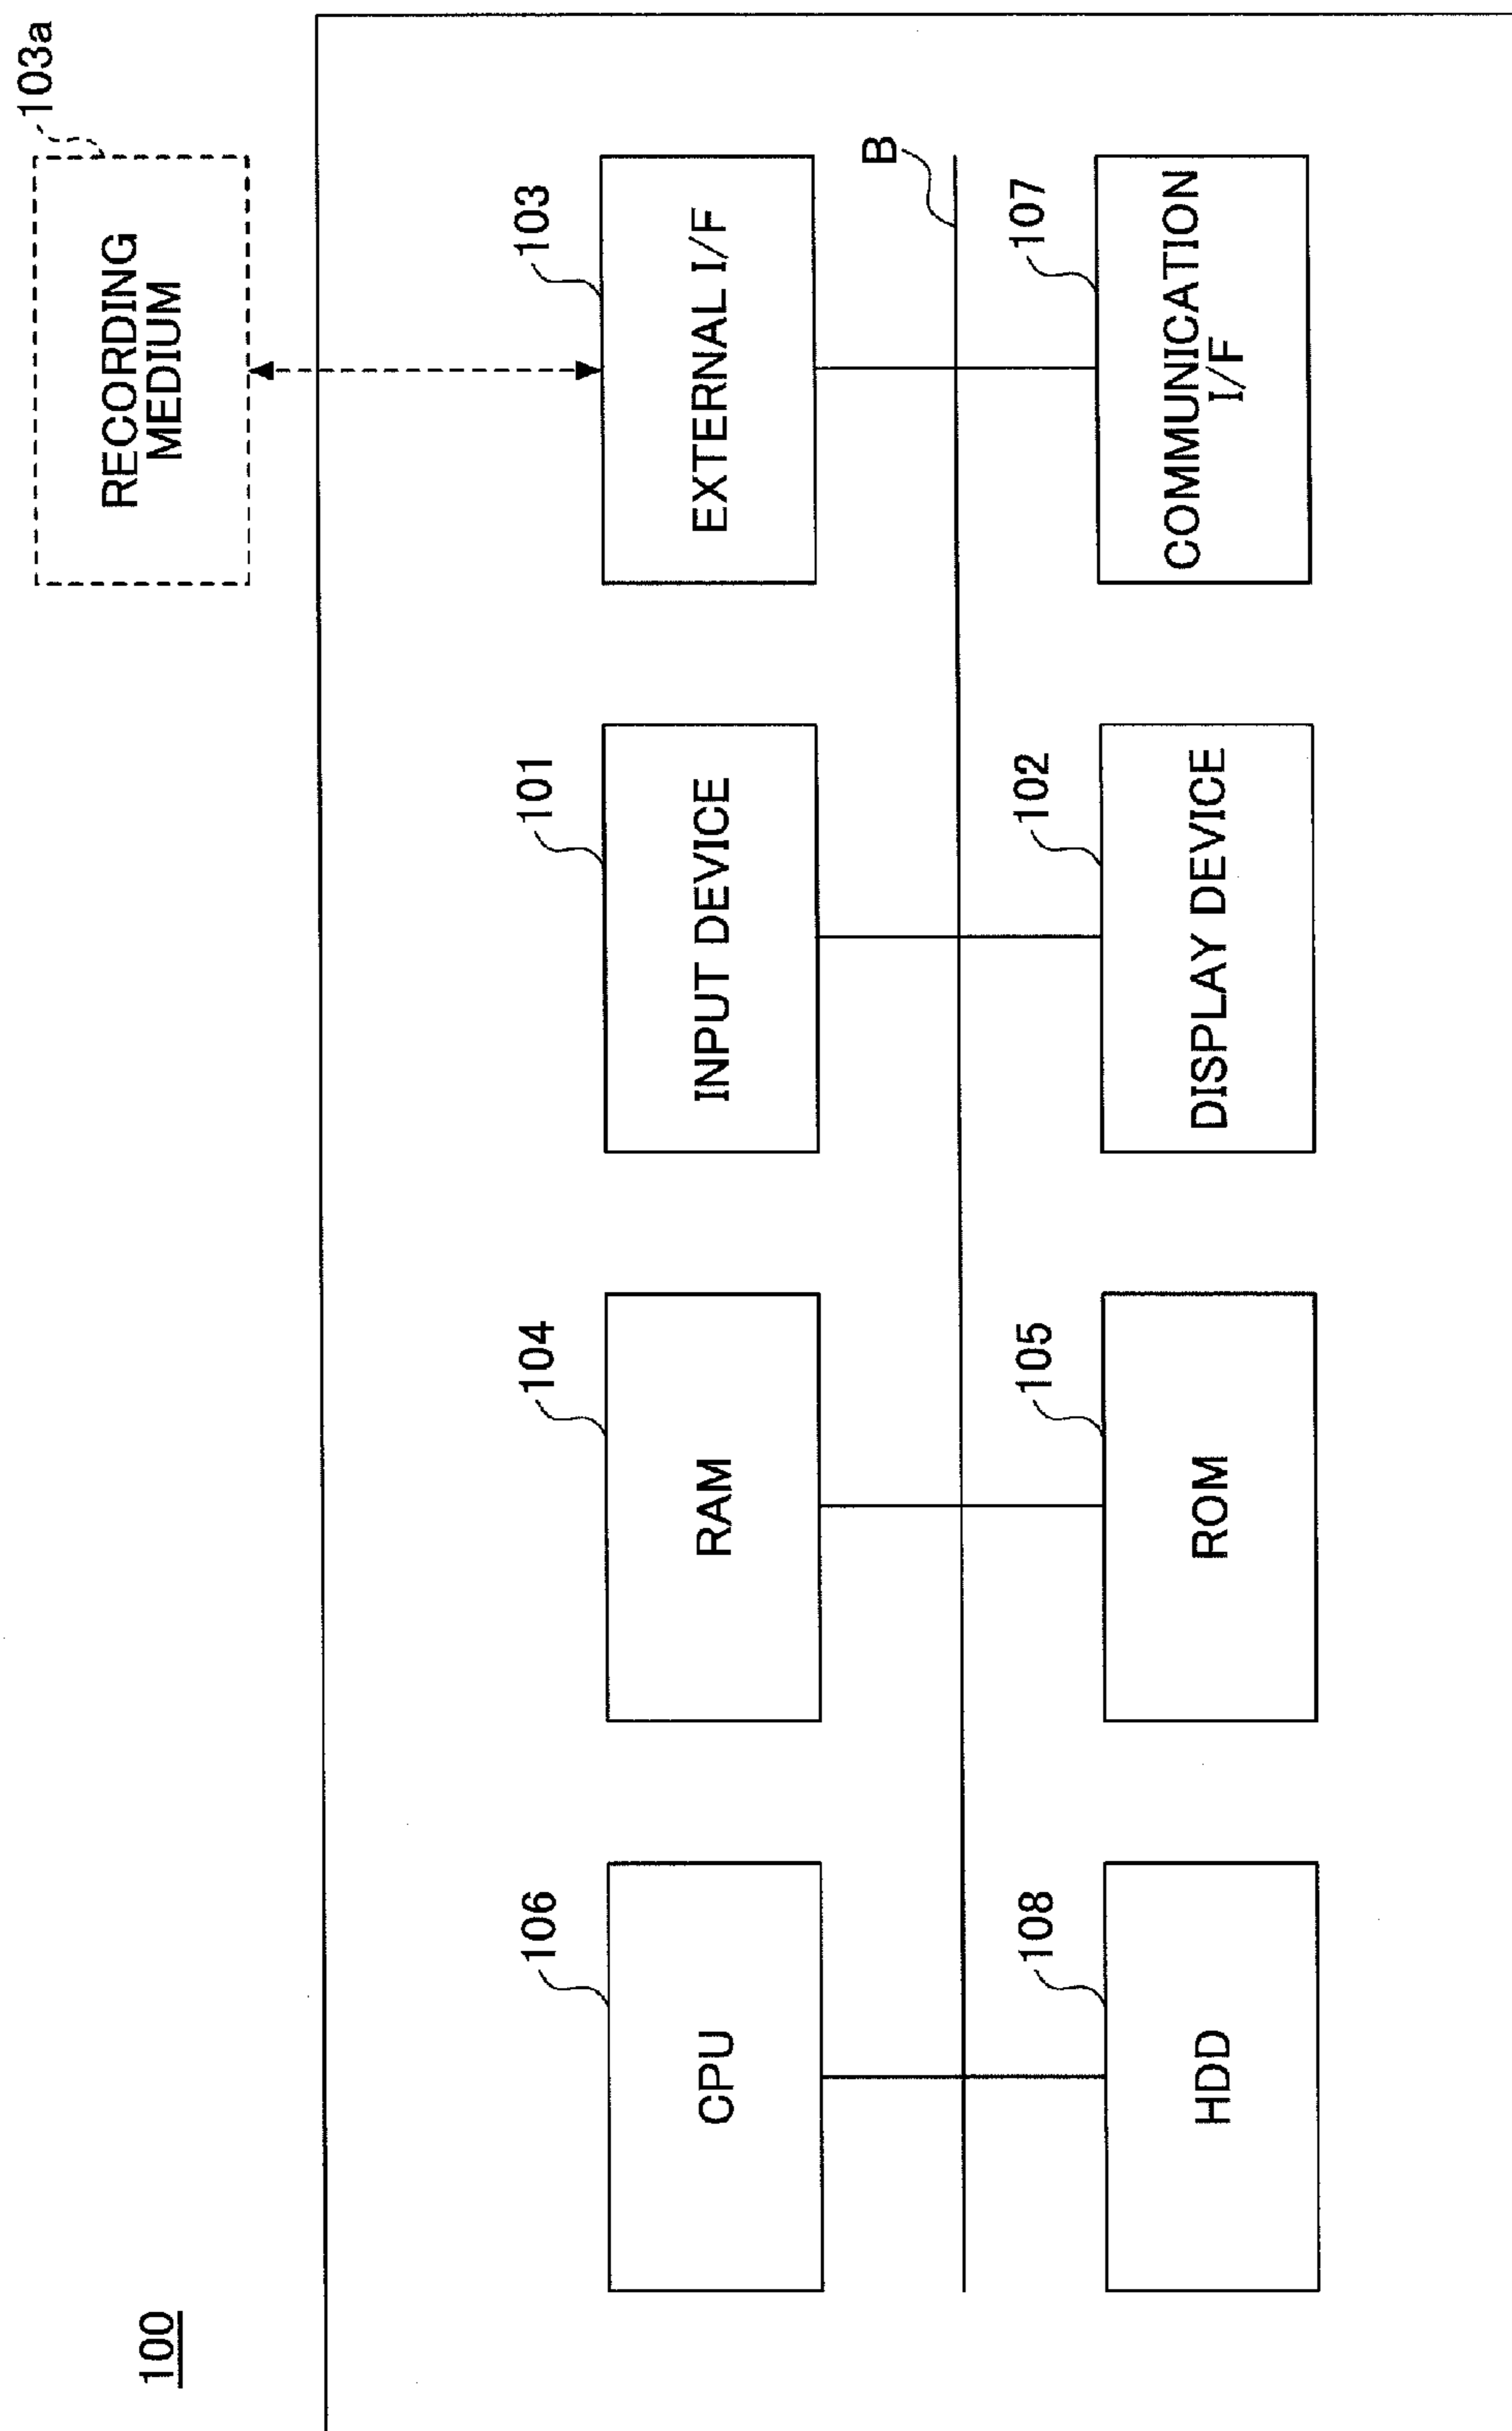 100
103a
RECORDING
MEDIUM
106
CPU
104
RAM
101
INPUT DEVICE
103
EXTERNAL I/F
B
108
HDD
105
ROM
102
DISPLAY DEVICE
107
COMMUNICATION
I/F